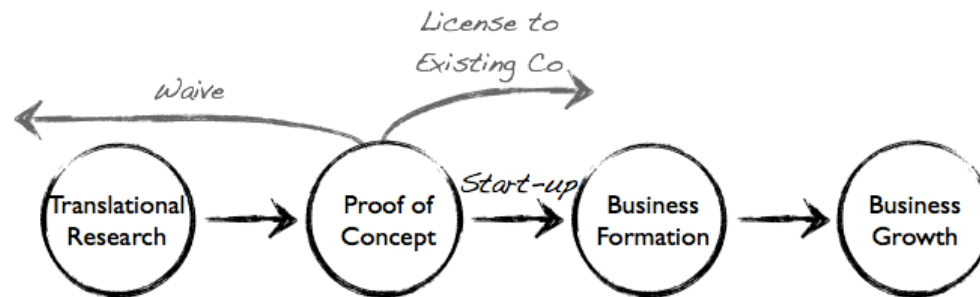 License to
Existing Co
Waive
Start-up
Translational
Research
Proof of
Concept
Business
Formation
Business
Growth